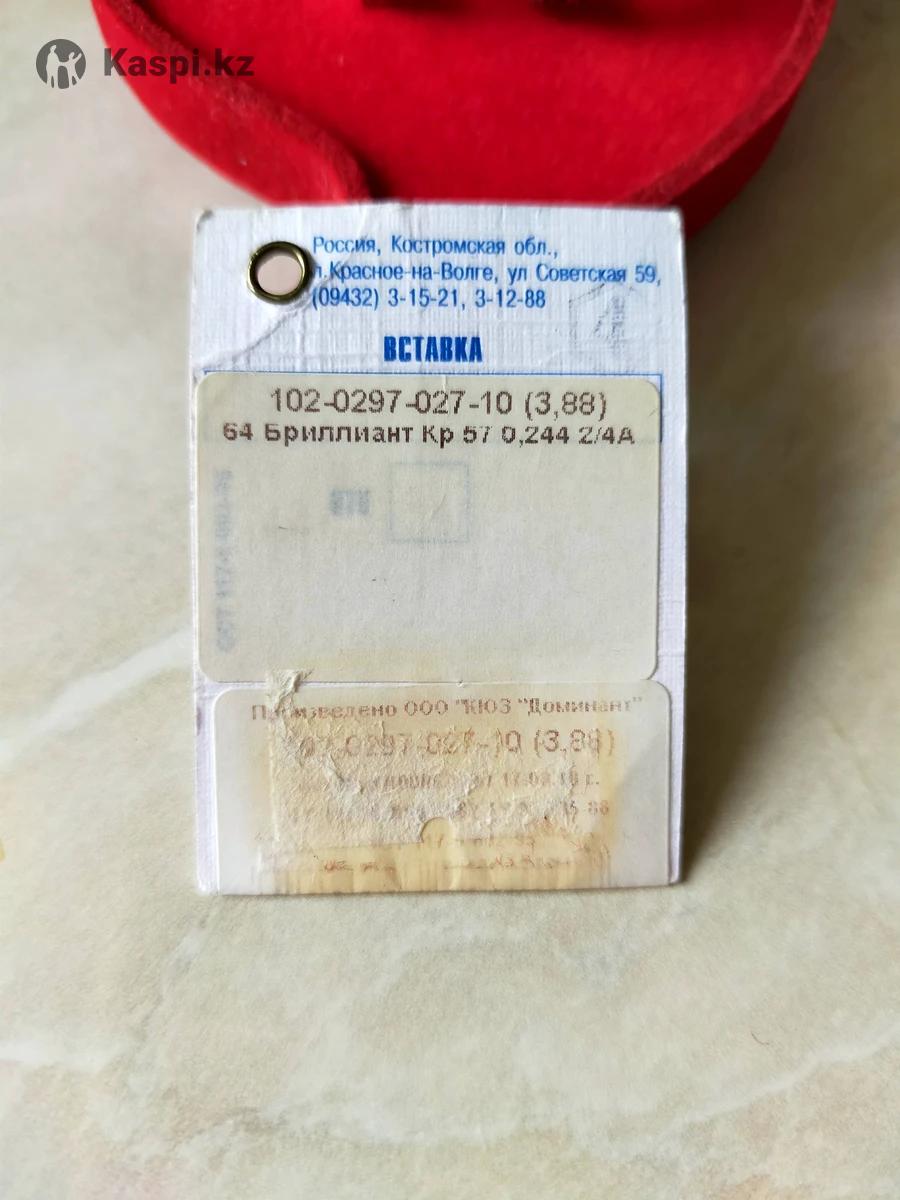 Kaspi.kz
Россия, Костромская обл.,
п.Красное-на-Волге, ул Советская 59,
(09432) 3-15-21, 3-12-88
ВСТАВКА
102-0297-027-10 (3,88)
64 Бриллиант Кр 57 0,244 2/4А
Произведено ООО "КЮЗ "Доминант"
02-0297-027-10 (3,88)